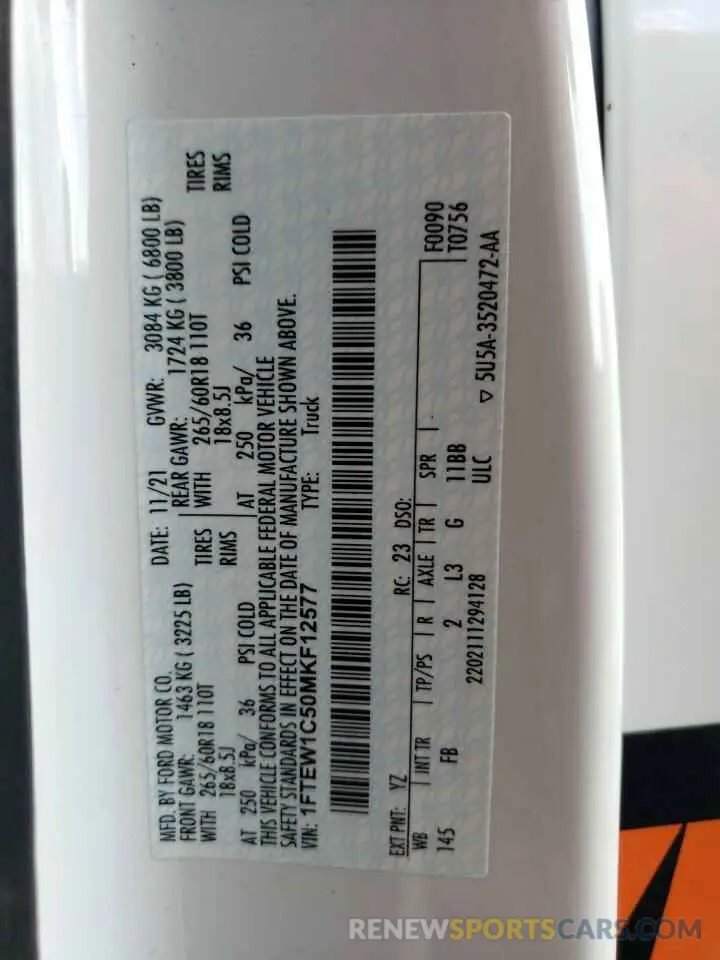 MFD. BY FORD MOTOR CO.
DATE: 11/21 GVWR: 3084 KG ( 6800 LB)
FRONT GAWR: 1463 KG ( 3225 LB)
REAR GAWR: 1724 KG ( 3800 LB)
WITH 265/60R18 110T TIRES
WITH 265/60R18 110T TIRES
18x8.5J RIMS
18x8.5J RIMS
AT 250 kPa/ 36 PSI COLD
AT 250 kPa/ 36 PSI COLD
THIS VEHICLE CONFORMS TO ALL APPLICABLE FEDERAL MOTOR VEHICLE
SAFETY STANDARDS IN EFFECT ON THE DATE OF MANUFACTURE SHOWN ABOVE.
VIN: 1FTEW1C50MKF12577 TYPE: Truck
EXT PNT: YZ RC: 23 DSO:
WB INT TR TP/PS R AXLE TR SPR F0090
145 FB 2 L3 G 11BB T0756
2202111294128 ULC
▽ 5U5A-3520472-AA
RENEWSPORTSCARS.COM